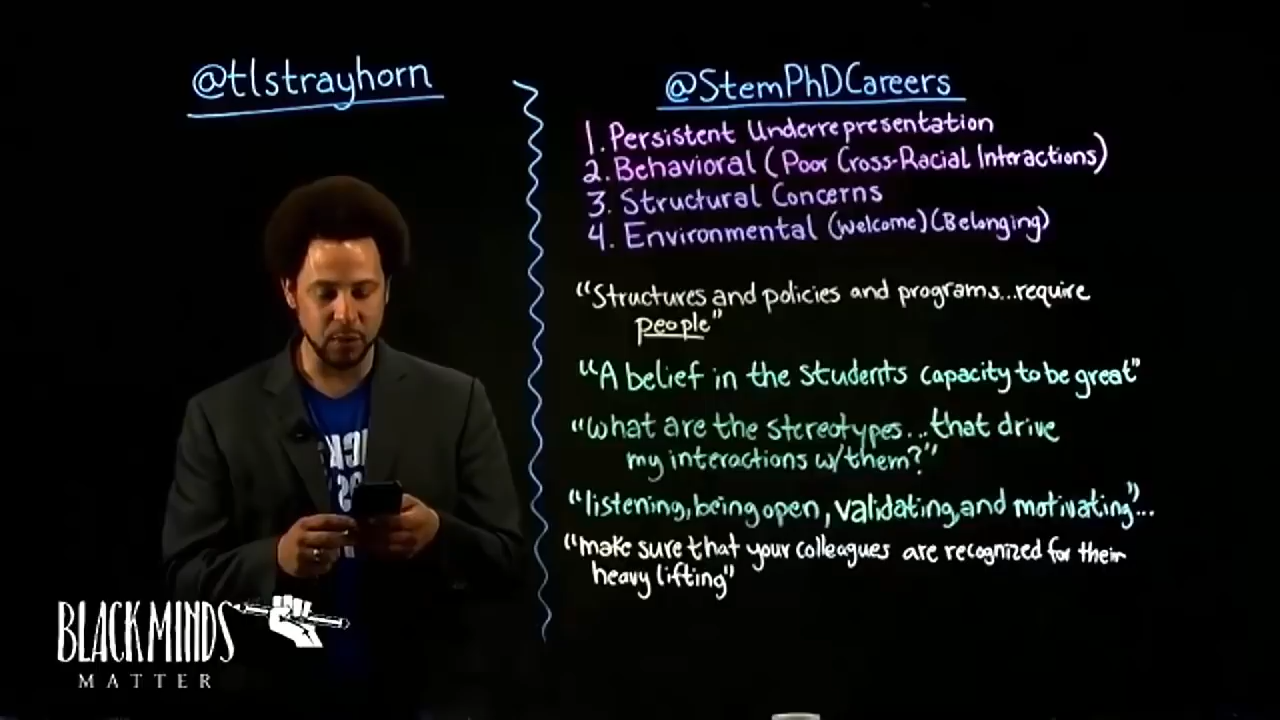 @tlstrayhorn
@StemPhDCareers
1. Persistent Underrepresentation
2. Behavioral (Poor Cross-Racial Interactions)
3. Structural Concerns
4. Environmental (Welcome) (Belonging)
"Structures and policies and programs...require
people"
"A belief in the students capacity to be great"
"What are the stereotypes...that drive
my interactions w/them?"
"listening, being open, validating, and motivating"...
"make sure that your colleagues are recognized for their
heavy lifting"
BLACK MINDS
MATTER